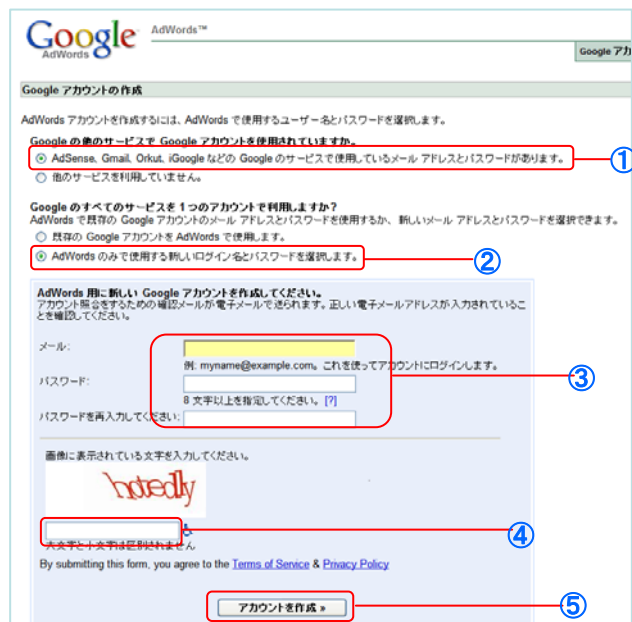 Google AdWords™
AdWords
Google アカ
Google アカウントの作成
AdWords アカウントを作成するには、AdWords で使用するユーザー名とパスワードを選択します。
Google の他のサービスで Google アカウントを使用されていますか。
AdSense、Gmail、Orkut、iGoogle などの Google のサービスで使用しているメール アドレスとパスワードがあります。
①
他のサービスを利用していません。
Google のすべてのサービスを 1 つのアカウントで利用しますか?
AdWords で既存の Google アカウントのメール アドレスとパスワードを使用するか、新しいメール アドレスとパスワードを選択できます。
既存の Google アカウントを AdWords で使用します。
AdWords のみで使用する新しいログイン名とパスワードを選択します。
②
AdWords 用に新しい Google アカウントを作成してください。
アカウント照会をするための確認メールが電子メールで送られます。正しい電子メールアドレスが入力されているこ
とを確認してください。
メール:
例: myname@example.com。これを使ってアカウントにログインします。
パスワード:
③
8 文字以上を指定してください。 [?]
パスワードを再入力してください:
画像に表示されている文字を入力してください。
hotedly
④
大文字と小文字は区別されません
By submitting this form, you agree to the Terms of Service & Privacy Policy
アカウントを作成 »
⑤